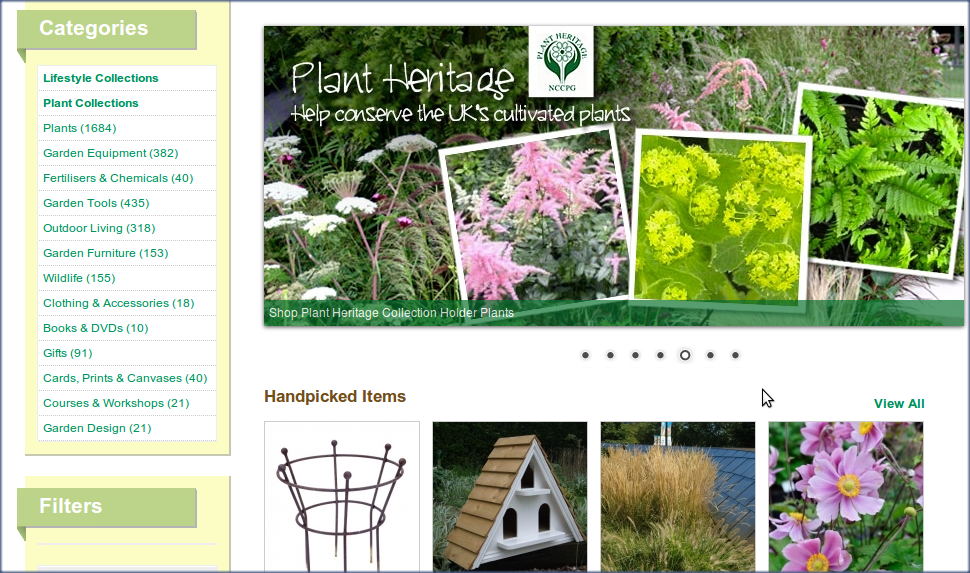 Categories
Lifestyle Collections
Plant Collections
Plants (1684)
Garden Equipment (382)
Fertilisers & Chemicals (40)
Garden Tools (435)
Outdoor Living (318)
Garden Furniture (153)
Wildlife (155)
Clothing & Accessories (18)
Books & DVDs (10)
Gifts (91)
Cards, Prints & Canvases (40)
Courses & Workshops (21)
Garden Design (21)
Filters
Plant Heritage
PLANT HERITAGE
NCCPG
Help conserve the UK's cultivated plants
Shop Plant Heritage Collection Holder Plants
Handpicked Items
View All